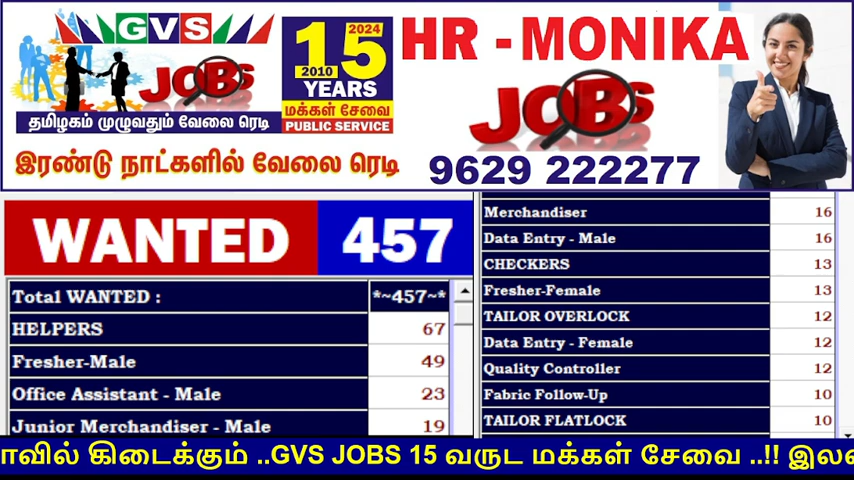 GVS
JOBS
தமிழகம் முழுவதும் வேலை ரெடி
15
2024
2010
YEARS
மக்கள் சேவை
PUBLIC SERVICE
இரண்டு நாட்களில் வேலை ரெடி
HR - MONIKA
JOBS
9629 222277
WANTED 457
Total WANTED : *~457~*
HELPERS 67
Fresher-Male 49
Office Assistant - Male 23
Junior Merchandiser - Male 19
Merchandiser 16
Data Entry - Male 16
CHECKERS 13
Fresher-Female 13
TAILOR OVERLOCK 12
Data Entry - Female 12
Quality Controller 12
Fabric Follow-Up 10
TAILOR FLATLOCK 10
ாவில் கிடைக்கும் ..GVS JOBS 15 வருட மக்கள் சேவை ..!!